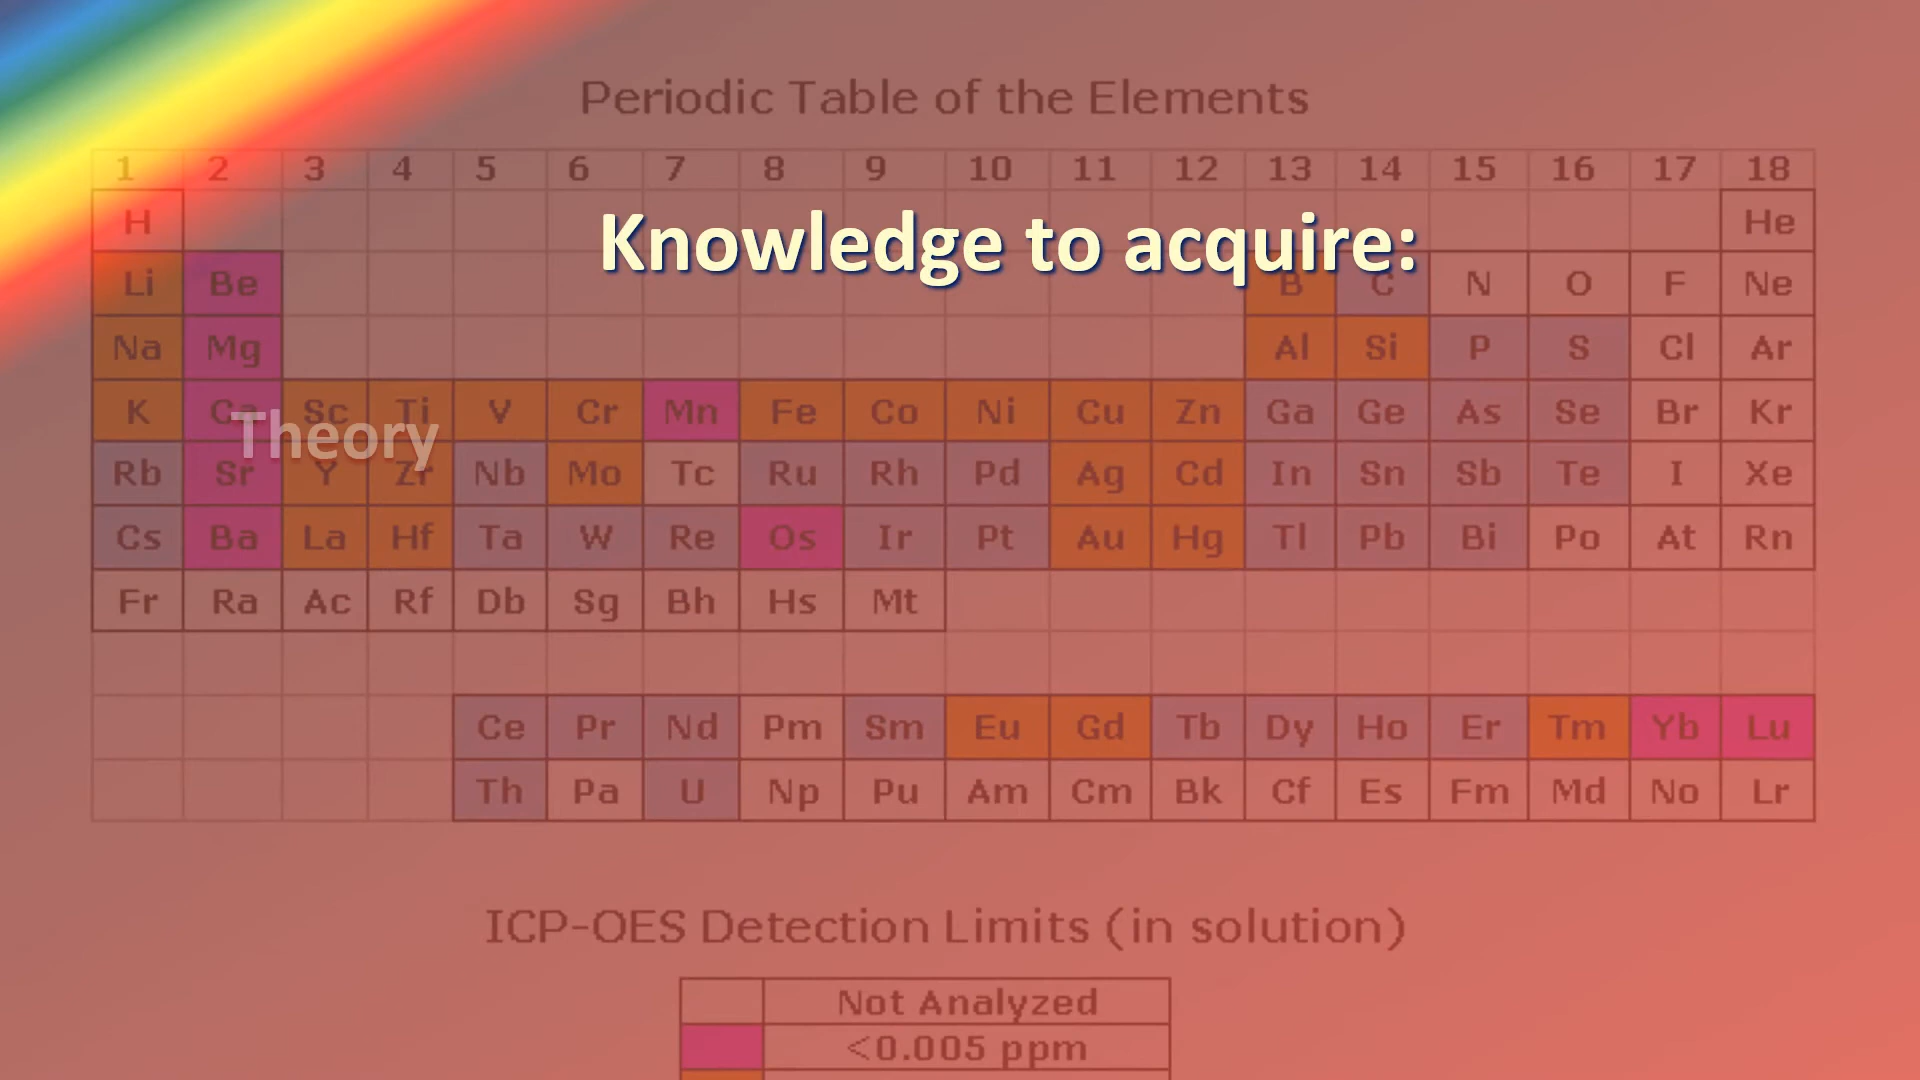 Periodic Table of the Elements
1 2 3 4 5 6 7 8 9 10 11 12 13 14 15 16 17 18
H He
Knowledge to acquire:
Li Be B C N O F Ne
Na Mg Al Si P S Cl Ar
K Ca Sc Ti V Cr Mn Fe Co Ni Cu Zn Ga Ge As Se Br Kr
Theory
Rb Sr Y Zr Nb Mo Tc Ru Rh Pd Ag Cd In Sn Sb Te I Xe
Cs Ba La Hf Ta W Re Os Ir Pt Au Hg Tl Pb Bi Po At Rn
Fr Ra Ac Rf Db Sg Bh Hs Mt
Ce Pr Nd Pm Sm Eu Gd Tb Dy Ho Er Tm Yb Lu
Th Pa U Np Pu Am Cm Bk Cf Es Fm Md No Lr
ICP-OES Detection Limits (in solution)
Not Analyzed
<0.005 ppm